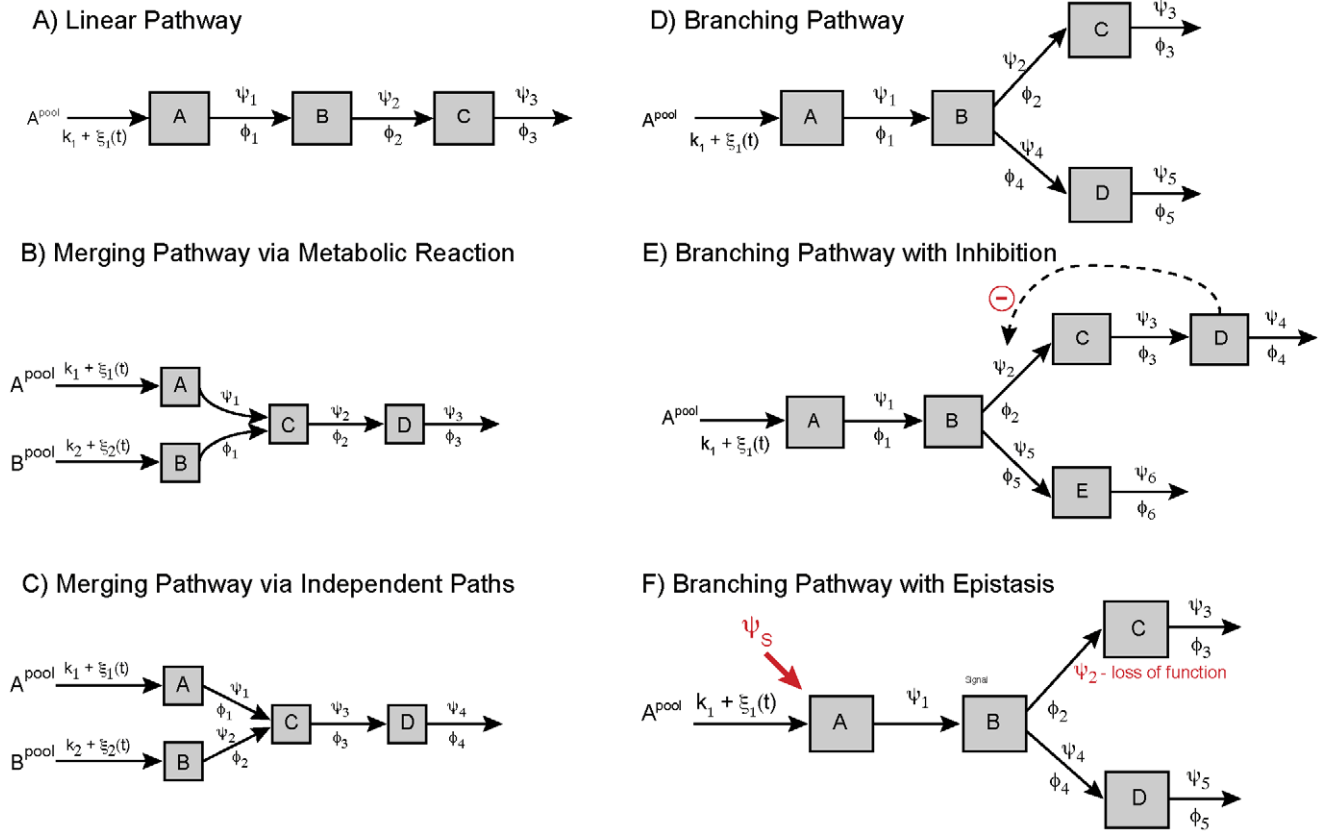 A) Linear Pathway
A^pool
k₁ + ξ₁(t)
A
ψ₁
ϕ₁
B
ψ₂
ϕ₂
C
ψ₃
ϕ₃
B) Merging Pathway via Metabolic Reaction
A^pool
k₁ + ξ₁(t)
A
ψ₁
B^pool
k₂ + ξ₂(t)
B
ϕ₁
C
ψ₂
ϕ₂
D
ψ₃
ϕ₃
C) Merging Pathway via Independent Paths
A^pool
k₁ + ξ₁(t)
A
ψ₁
ϕ₁
B^pool
k₂ + ξ₂(t)
B
ψ₂
ϕ₂
C
ψ₃
ϕ₃
D
ψ₄
ϕ₄
D) Branching Pathway
A^pool
k₁ + ξ₁(t)
A
ψ₁
ϕ₁
B
ψ₂
ϕ₂
C
ψ₃
ϕ₃
ψ₄
ϕ₄
D
ψ₅
ϕ₅
E) Branching Pathway with Inhibition
−
A^pool
k₁ + ξ₁(t)
A
ψ₁
ϕ₁
B
ψ₂
ϕ₂
C
ψ₃
ϕ₃
D
ψ₄
ϕ₄
ψ₅
ϕ₅
E
ψ₆
ϕ₆
F) Branching Pathway with Epistasis
ψ_S
A^pool
k₁ + ξ₁(t)
A
ψ₁
Signal
B
ψ₂ - loss of function
ϕ₂
C
ψ₃
ϕ₃
ψ₄
ϕ₄
D
ψ₅
ϕ₅